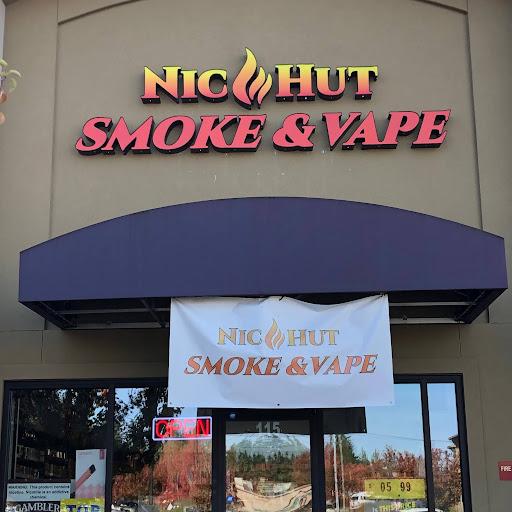 NIC HUT
SMOKE & VAPE
NIC HUT
SMOKE & VAPE
OPEN
115
WARNING: This product contains
nicotine. Nicotine is an addictive
chemical.
GAMBLER
05 99
FIRE